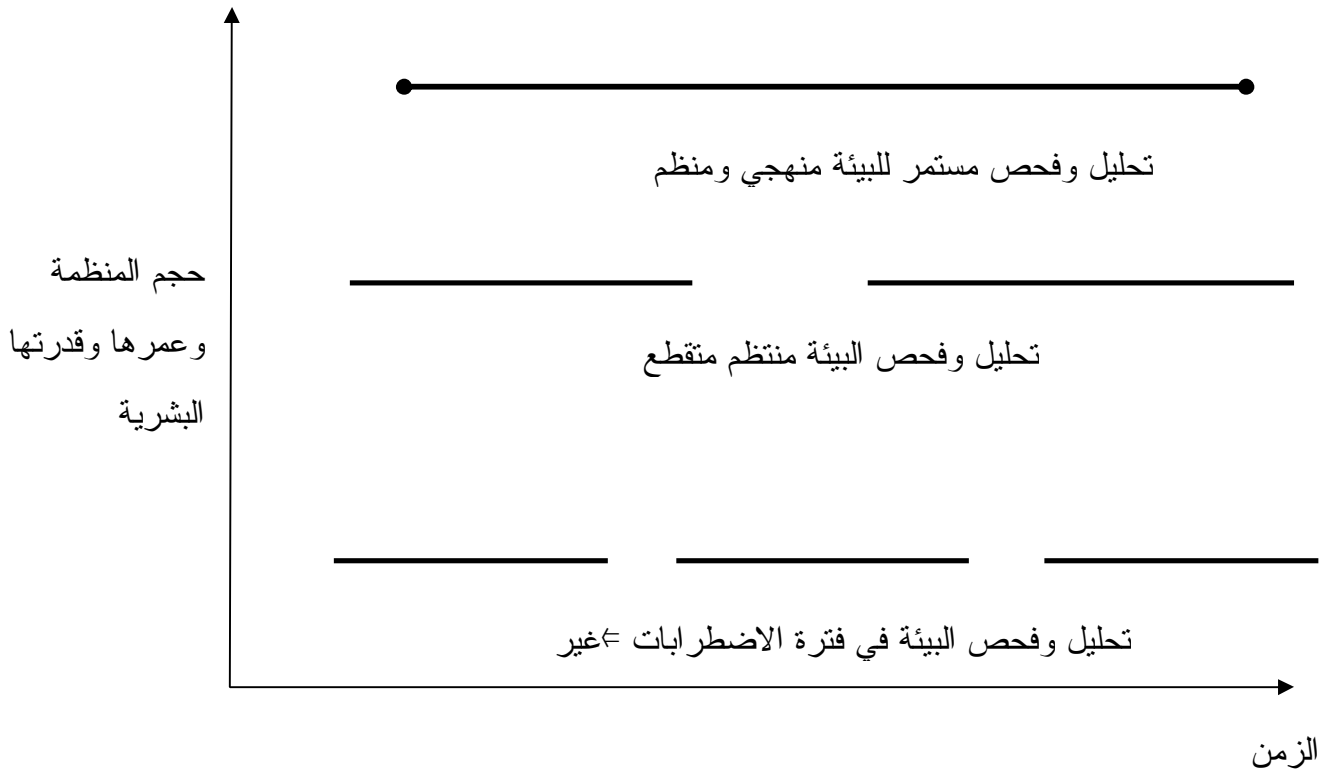 تحليل وفحص مستمر للبيئة منهجي ومنظم
حجم المنظمة
وعمرها وقدرتها
البشرية
تحليل وفحص البيئة منتظم متقطع
تحليل وفحص البيئة في فترة الاضطرابات ⇐غير
الزمن